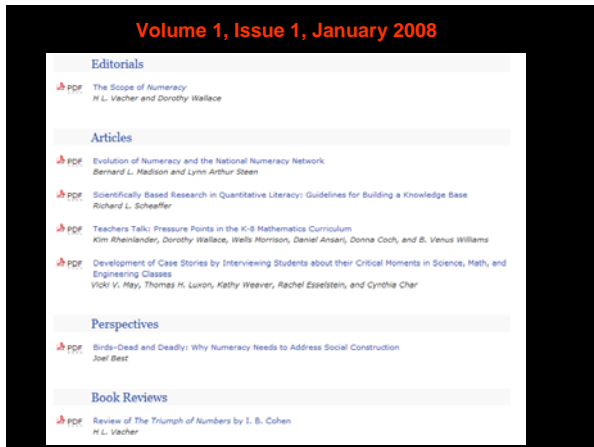 Volume 1, Issue 1, January 2008
Editorials
PDF The Scope of Numeracy
H L. Vacher and Dorothy Wallace
Articles
PDF Evolution of Numeracy and the National Numeracy Network
Bernard L. Madison and Lynn Arthur Steen
PDF Scientifically Based Research in Quantitative Literacy: Guidelines for Building a Knowledge Base
Richard L. Scheaffer
PDF Teachers Talk: Pressure Points in the K-8 Mathematics Curriculum
Kim Rheinlander, Dorothy Wallace, Wells Morrison, Daniel Ansari, Donna Coch, and B. Venus Williams
PDF Development of Case Stories by Interviewing Students about their Critical Moments in Science, Math, and
Engineering Classes
Vicki V. May, Thomas H. Luxon, Kathy Weaver, Rachel Esselstein, and Cynthia Char
Perspectives
PDF Birds–Dead and Deadly: Why Numeracy Needs to Address Social Construction
Joel Best
Book Reviews
PDF Review of The Triumph of Numbers by I. B. Cohen
H L. Vacher